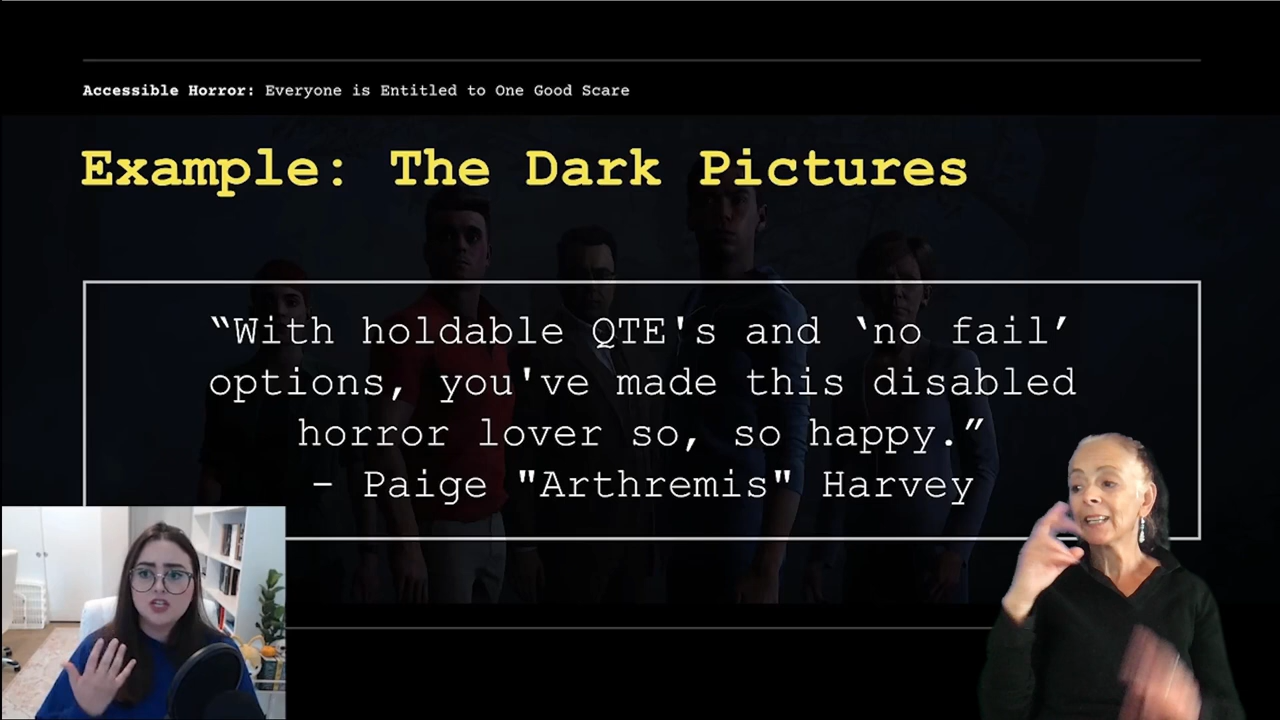 Accessible Horror: Everyone is Entitled to One Good Scare
Example: The Dark Pictures
“With holdable QTE's and ‘no fail’
options, you've made this disabled
horror lover so, so happy.”
- Paige "Arthremis" Harvey